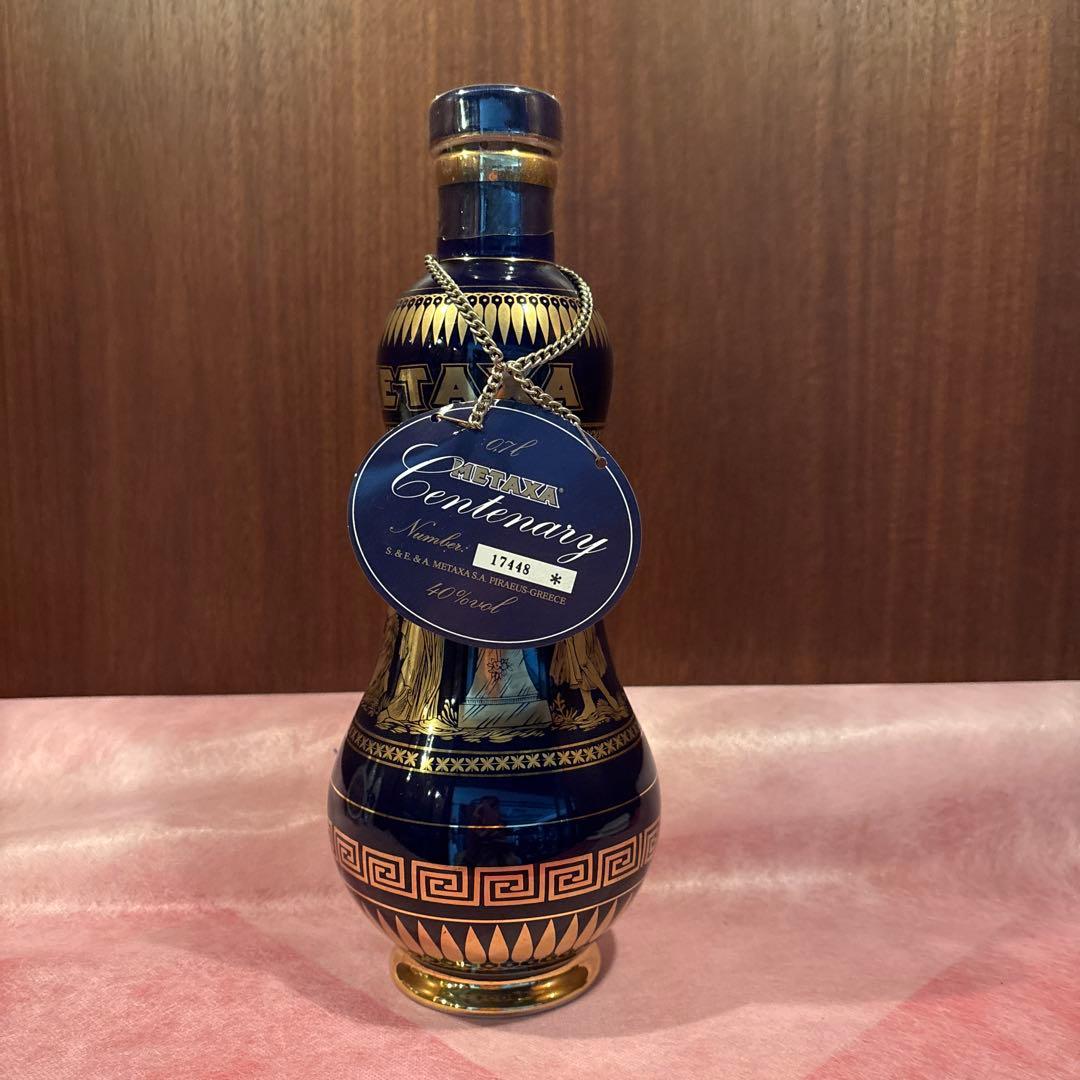 ETAXA
0,7ℓ
METAXA®
Centenary
Number: 17448 *
S. & E. & A. METAXA S.A. PIRAEUS-GREECE
40%vol